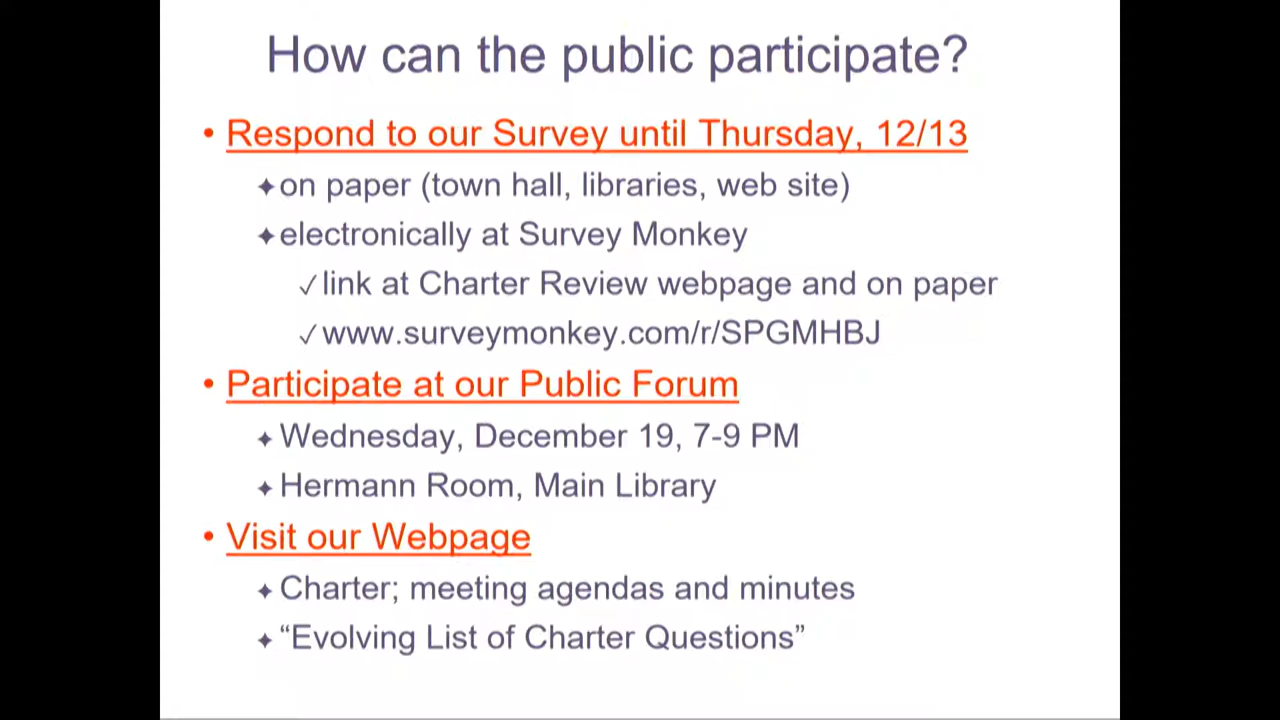 How can the public participate?
• Respond to our Survey until Thursday, 12/13
✦on paper (town hall, libraries, web site)
✦electronically at Survey Monkey
✓link at Charter Review webpage and on paper
✓www.surveymonkey.com/r/SPGMHBJ
• Participate at our Public Forum
✦Wednesday, December 19, 7-9 PM
✦Hermann Room, Main Library
• Visit our Webpage
✦Charter; meeting agendas and minutes
✦“Evolving List of Charter Questions”